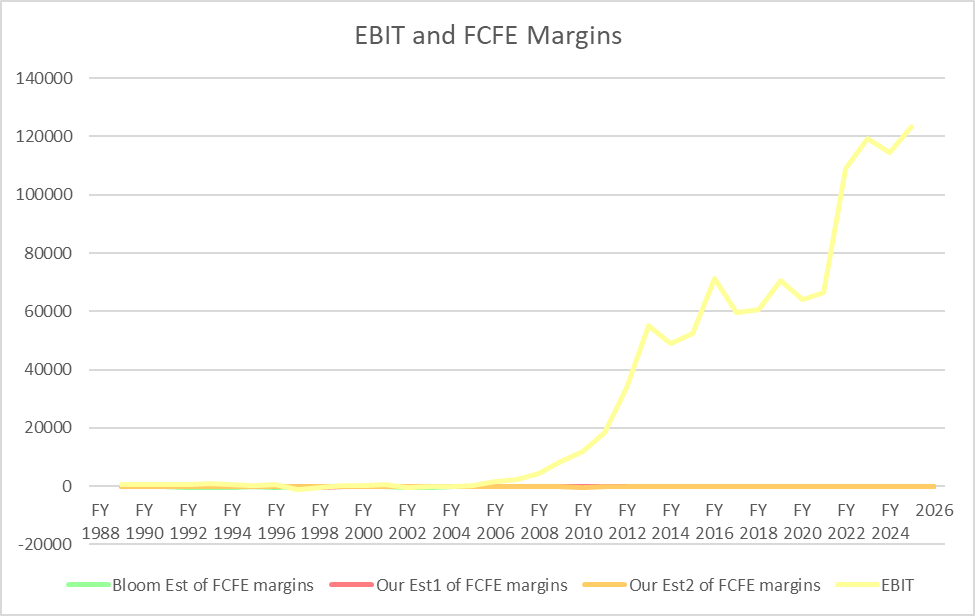 EBIT and FCFE Margins
140000
120000
100000
80000
60000
40000
20000
0
-20000
FY FY FY FY FY FY FY FY FY FY FY FY FY FY FY FY FY FY FY 2026
1988 1990 1992 1994 1996 1998 2000 2002 2004 2006 2008 2010 2012 2014 2016 2018 2020 2022 2024
Bloom Est of FCFE margins Our Est1 of FCFE margins Our Est2 of FCFE margins EBIT